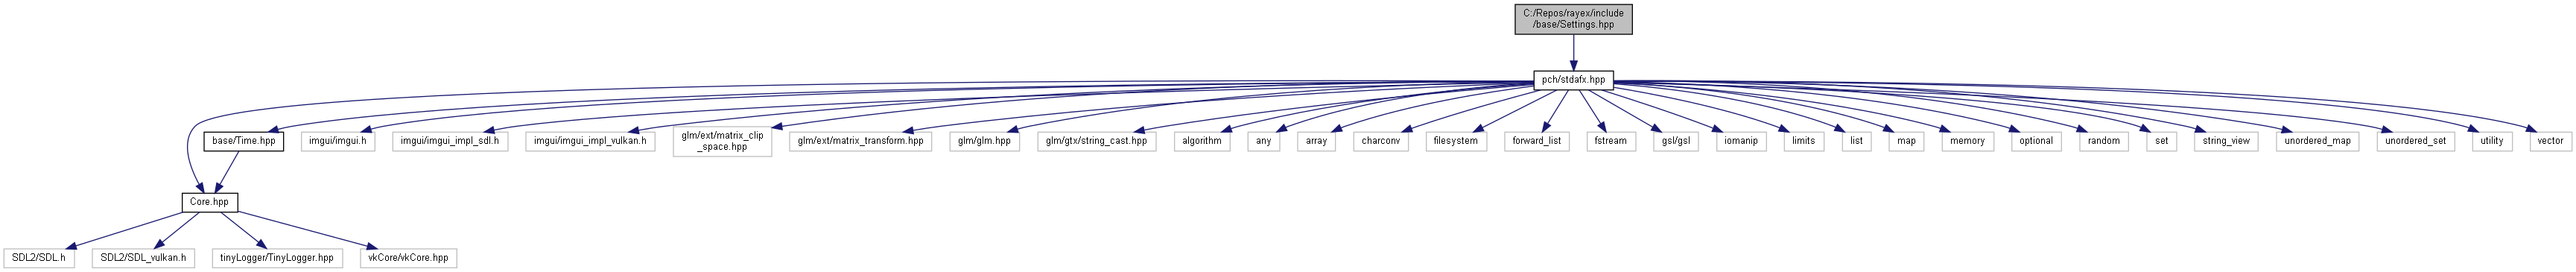 C:/Repos/rayex/include
/base/Settings.hpp
pch/stdafx.hpp
base/Time.hpp
imgui/imgui.h
imgui/imgui_impl_sdl.h
imgui/imgui_impl_vulkan.h
glm/ext/matrix_clip
_space.hpp
glm/ext/matrix_transform.hpp
glm/glm.hpp
glm/gtx/string_cast.hpp
algorithm
any
array
charconv
filesystem
forward_list
fstream
gsl/gsl
iomanip
limits
list
map
memory
optional
random
set
string_view
unordered_map
unordered_set
utility
vector
Core.hpp
SDL2/SDL.h
SDL2/SDL_vulkan.h
tinyLogger/TinyLogger.hpp
vkCore/vkCore.hpp